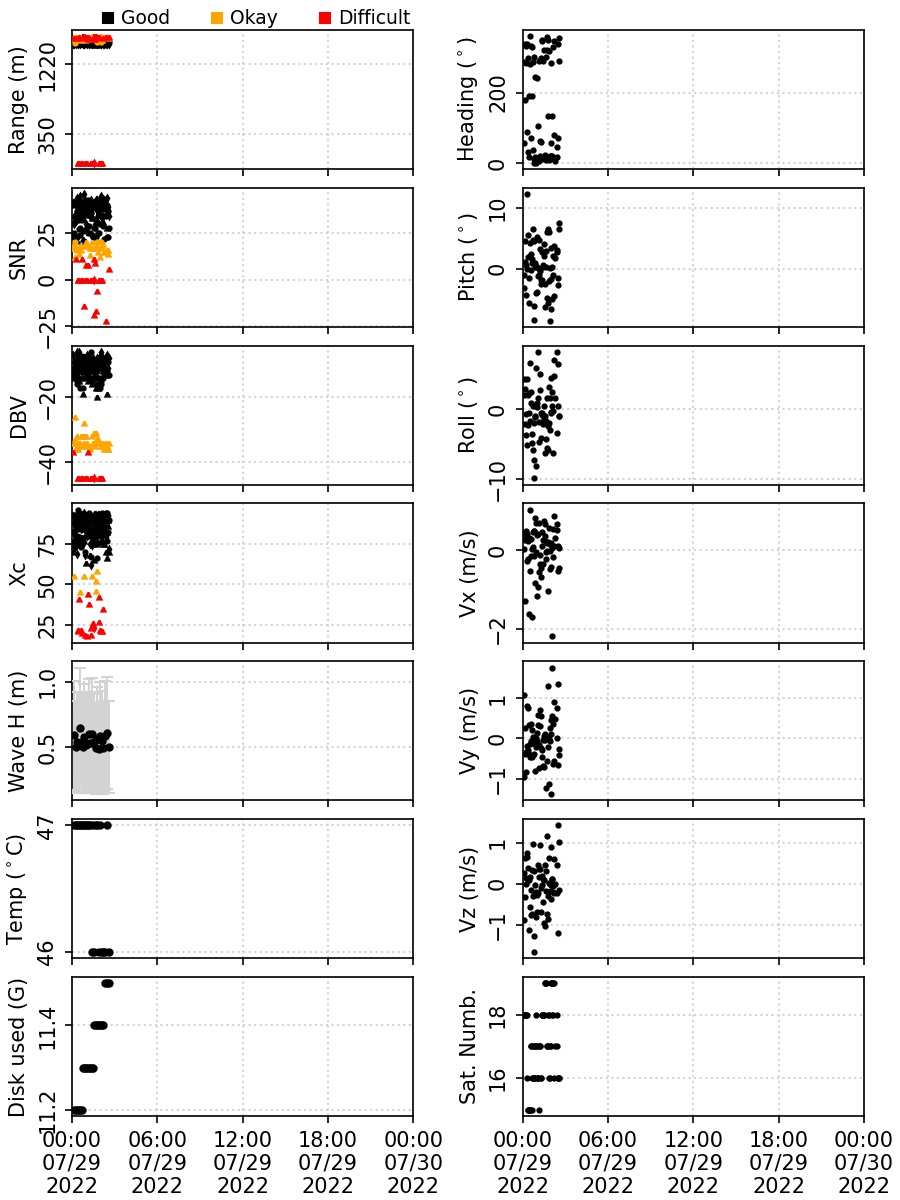 Good Okay Difficult
Range (m)
1220
350
Heading (°)
200
0
SNR
25
0
−25
Pitch (°)
10
0
DBV
−20
−40
Roll (°)
0
−10
Xc
75
50
25
Vx (m/s)
0
−2
Wave H (m)
1.0
0.5
Vy (m/s)
1
0
−1
Temp (°C)
47
46
Vz (m/s)
1
0
−1
Disk used (G)
11.4
11.2
Sat. Numb.
18
16
00:00 06:00 12:00 18:00 00:00
07/29 07/29 07/29 07/29 07/30
2022 2022 2022 2022 2022
00:00 06:00 12:00 18:00 00:00
07/29 07/29 07/29 07/29 07/30
2022 2022 2022 2022 2022